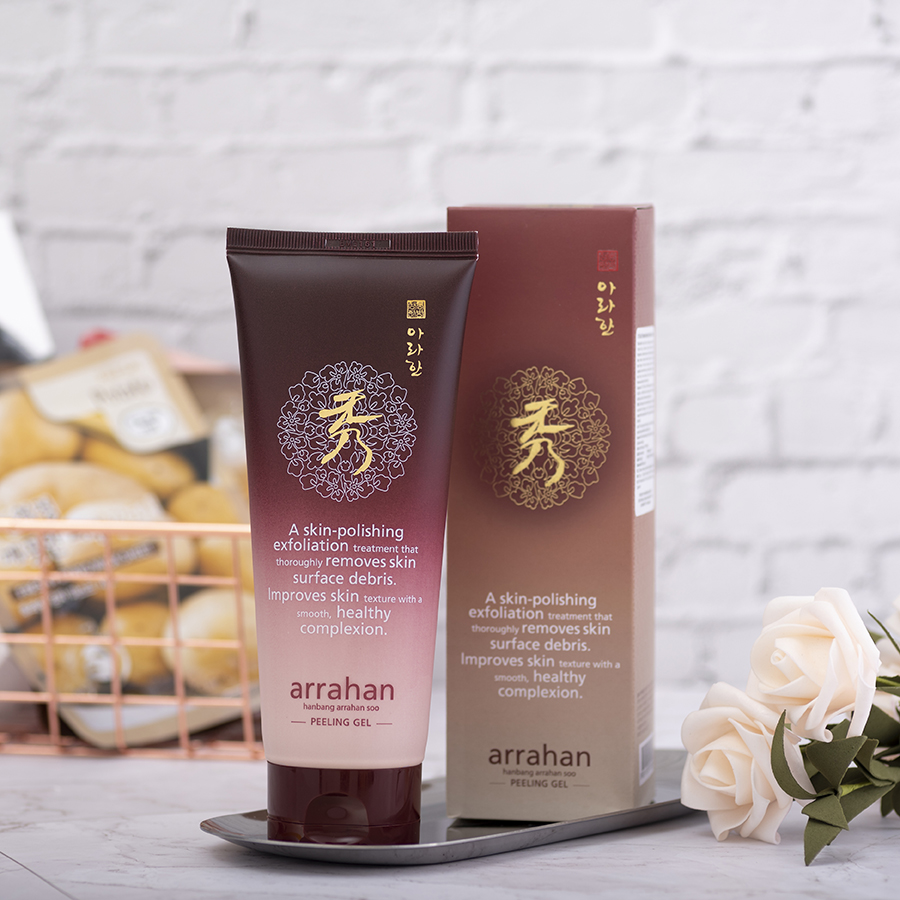 아라한
秀
A skin-polishing
exfoliation treatment that
thoroughly removes skin
surface debris.
Improves skin texture with a
smooth, healthy
complexion.
arrahan
hanbang arrahan soo
PEELING GEL
아라한
秀
A skin-polishing
exfoliation treatment that
thoroughly removes skin
surface debris.
Improves skin texture with a
smooth, healthy
complexion.
arrahan
hanbang arrahan soo
PEELING GEL